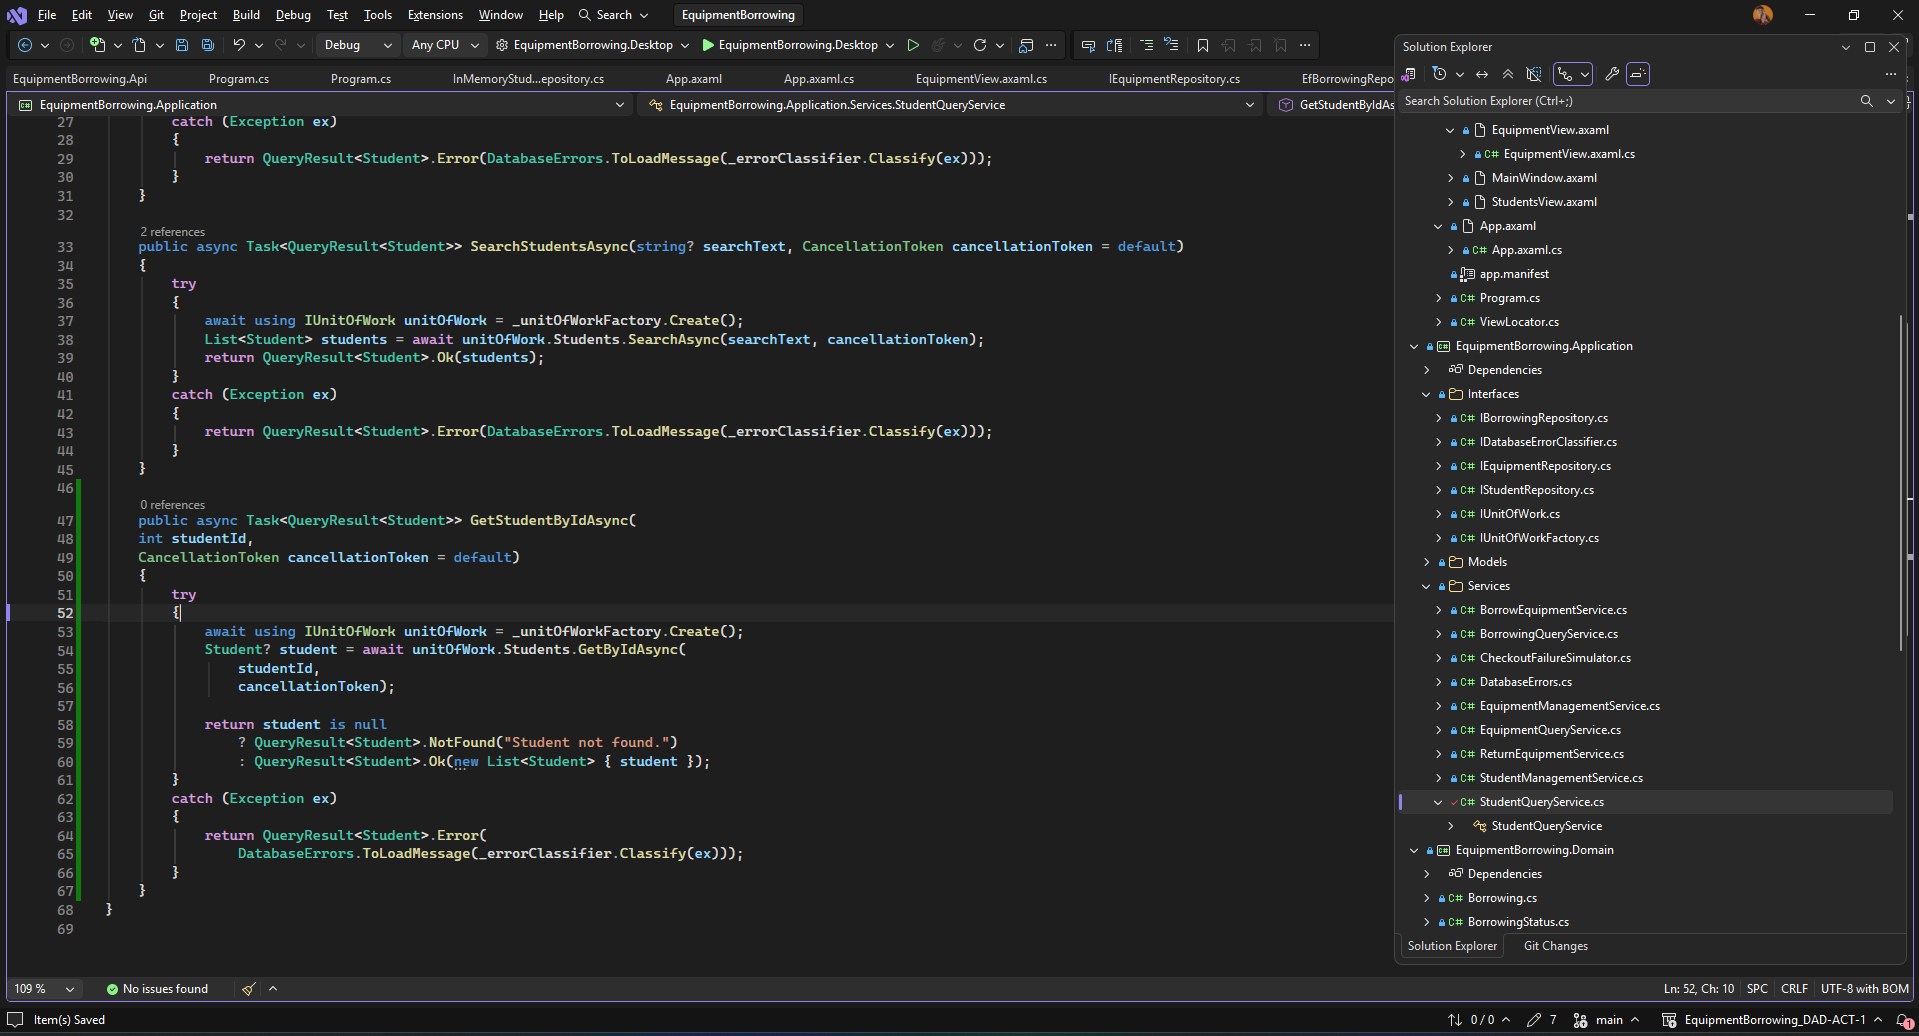 File Edit View Git Project Build Debug Test Tools Extensions Window Help Search EquipmentBorrowing
Debug Any CPU EquipmentBorrowing.Desktop EquipmentBorrowing.Desktop
EquipmentBorrowing.Api Program.cs Program.cs InMemoryStud...epository.cs App.axaml App.axaml.cs EquipmentView.axaml.cs IEquipmentRepository.cs EfBorrowingRepo
EquipmentBorrowing.Application EquipmentBorrowing.Application.Services.StudentQueryService GetStudentByIdAs
27 catch (Exception ex)
28 {
29 return QueryResult<Student>.Error(DatabaseErrors.ToLoadMessage(_errorClassifier.Classify(ex)));
30 }
31 }
32
2 references
33 public async Task<QueryResult<Student>> SearchStudentsAsync(string? searchText, CancellationToken cancellationToken = default)
34 {
35 try
36 {
37 await using IUnitOfWork unitOfWork = _unitOfWorkFactory.Create();
38 List<Student> students = await unitOfWork.Students.SearchAsync(searchText, cancellationToken);
39 return QueryResult<Student>.Ok(students);
40 }
41 catch (Exception ex)
42 {
43 return QueryResult<Student>.Error(DatabaseErrors.ToLoadMessage(_errorClassifier.Classify(ex)));
44 }
45 }
46
0 references
47 public async Task<QueryResult<Student>> GetStudentByIdAsync(
48 int studentId,
49 CancellationToken cancellationToken = default)
50 {
51 try
52 {
53 await using IUnitOfWork unitOfWork = _unitOfWorkFactory.Create();
54 Student? student = await unitOfWork.Students.GetByIdAsync(
55 studentId,
56 cancellationToken);
57
58 return student is null
59 ? QueryResult<Student>.NotFound("Student not found.")
60 : QueryResult<Student>.Ok(new List<Student> { student });
61 }
62 catch (Exception ex)
63 {
64 return QueryResult<Student>.Error(
65 DatabaseErrors.ToLoadMessage(_errorClassifier.Classify(ex)));
66 }
67 }
68 }
69
109 % No issues found Ln: 52, Ch: 10 SPC CRLF UTF-8 with BOM
Solution Explorer
Search Solution Explorer (Ctrl+;)
EquipmentView.axaml
C# EquipmentView.axaml.cs
MainWindow.axaml
StudentsView.axaml
App.axaml
C# App.axaml.cs
app.manifest
C# Program.cs
C# ViewLocator.cs
EquipmentBorrowing.Application
Dependencies
Interfaces
C# IBorrowingRepository.cs
C# IDatabaseErrorClassifier.cs
C# IEquipmentRepository.cs
C# IStudentRepository.cs
C# IUnitOfWork.cs
C# IUnitOfWorkFactory.cs
Models
Services
C# BorrowEquipmentService.cs
C# BorrowingQueryService.cs
C# CheckoutFailureSimulator.cs
C# DatabaseErrors.cs
C# EquipmentManagementService.cs
C# EquipmentQueryService.cs
C# ReturnEquipmentService.cs
C# StudentManagementService.cs
C# StudentQueryService.cs
StudentQueryService
EquipmentBorrowing.Domain
Dependencies
C# Borrowing.cs
C# BorrowingStatus.cs
Solution Explorer Git Changes
Item(s) Saved 0 / 0 7 main EquipmentBorrowing_DAD-ACT-1 1